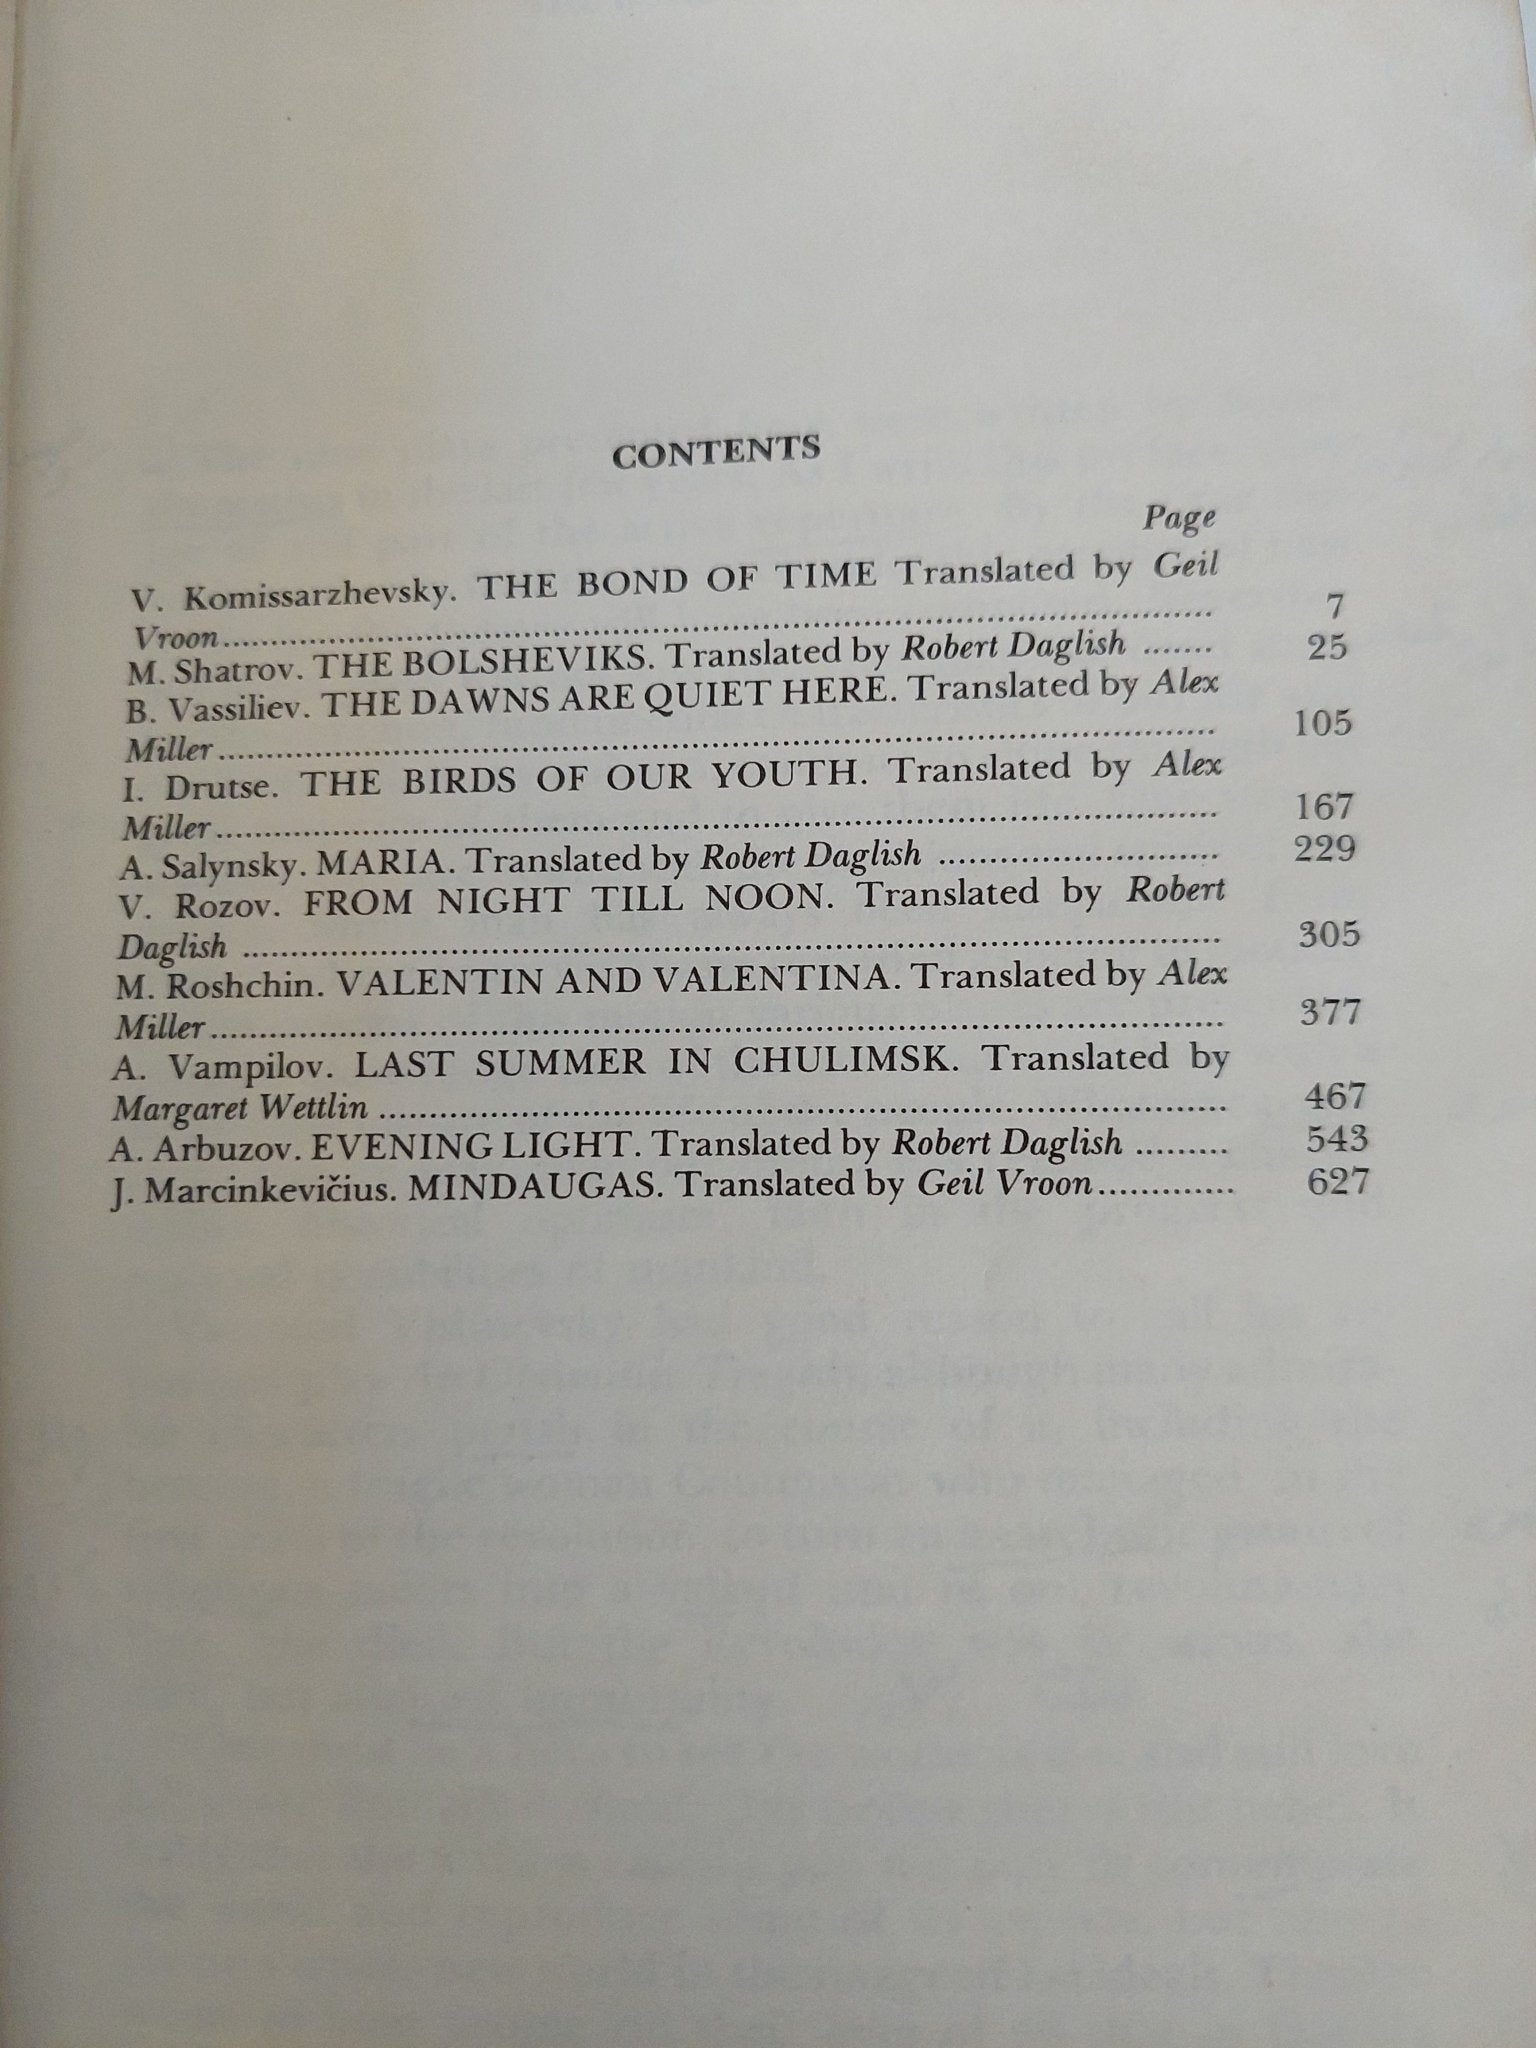 CONTENTS
Page
V. Komissarzhevsky. THE BOND OF TIME Translated by Geil
Vroon.......................................................................................... 7
M. Shatrov. THE BOLSHEVIKS. Translated by Robert Daglish ....... 25
B. Vassiliev. THE DAWNS ARE QUIET HERE. Translated by Alex
Miller.......................................................................................... 105
I. Drutse. THE BIRDS OF OUR YOUTH. Translated by Alex
Miller.......................................................................................... 167
A. Salynsky. MARIA. Translated by Robert Daglish .......................... 229
V. Rozov. FROM NIGHT TILL NOON. Translated by Robert
Daglish ....................................................................................... 305
M. Roshchin. VALENTIN AND VALENTINA. Translated by Alex
Miller.......................................................................................... 377
A. Vampilov. LAST SUMMER IN CHULIMSK. Translated by
Margaret Wettlin ......................................................................... 467
A. Arbuzov. EVENING LIGHT. Translated by Robert Daglish ......... 543
J. Marcinkevičius. MINDAUGAS. Translated by Geil Vroon............. 627